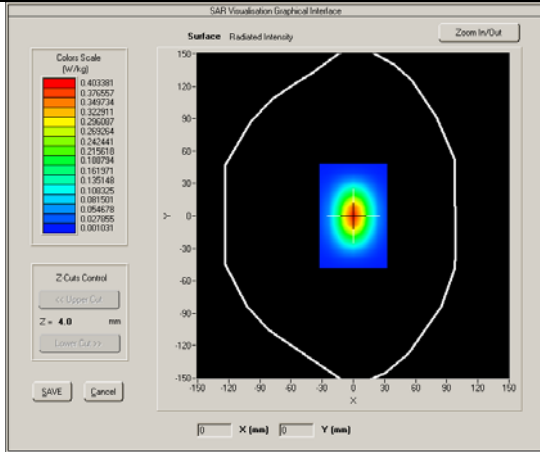 SAR Visualisation Graphical Interface
Surface Radiated Intensity
Zoom In/Out
Colors Scale
(W/kg)
0.403381
0.376557
0.349734
0.322911
0.296087
0.269264
0.242441
0.215618
0.188794
0.161971
0.135148
0.108325
0.081501
0.054678
0.027855
0.001031
150
120
90
60
30
0
-30
-60
-90
-120
-150
Y
-150 -120 -90 -60 -30 0 30 60 90 120 150
X
Z-Cuts Control
<< Upper Cut
Z = 4.0 mm
Lower Cut >>
SAVE Cancel
0 X (mm) 0 Y (mm)